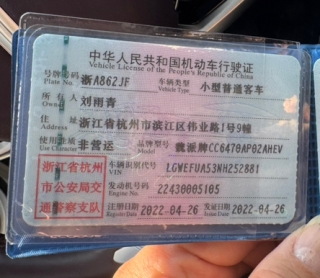 中华人民共和国机动车行驶证
Vehicle License of the People's Republic of China
号牌号码 浙A862JF 车辆类型 小型普通客车
Plate No. Vehicle Type
所有人 刘雨青
Owner
住址 浙江省杭州市滨江区伟业路1号9幢
Address
使用性质 非营运 品牌型号 魏派牌CC6470AP02AHEV
Use Character Model
浙江省杭州 车辆识别代号 LGWEFUA53NH252881
VIN
市公安局交 发动机号码 22430005105
Engine No.
通警察支队 注册日期 2022-04-26 发证日期 2022-04-26
Register Date Issue Date